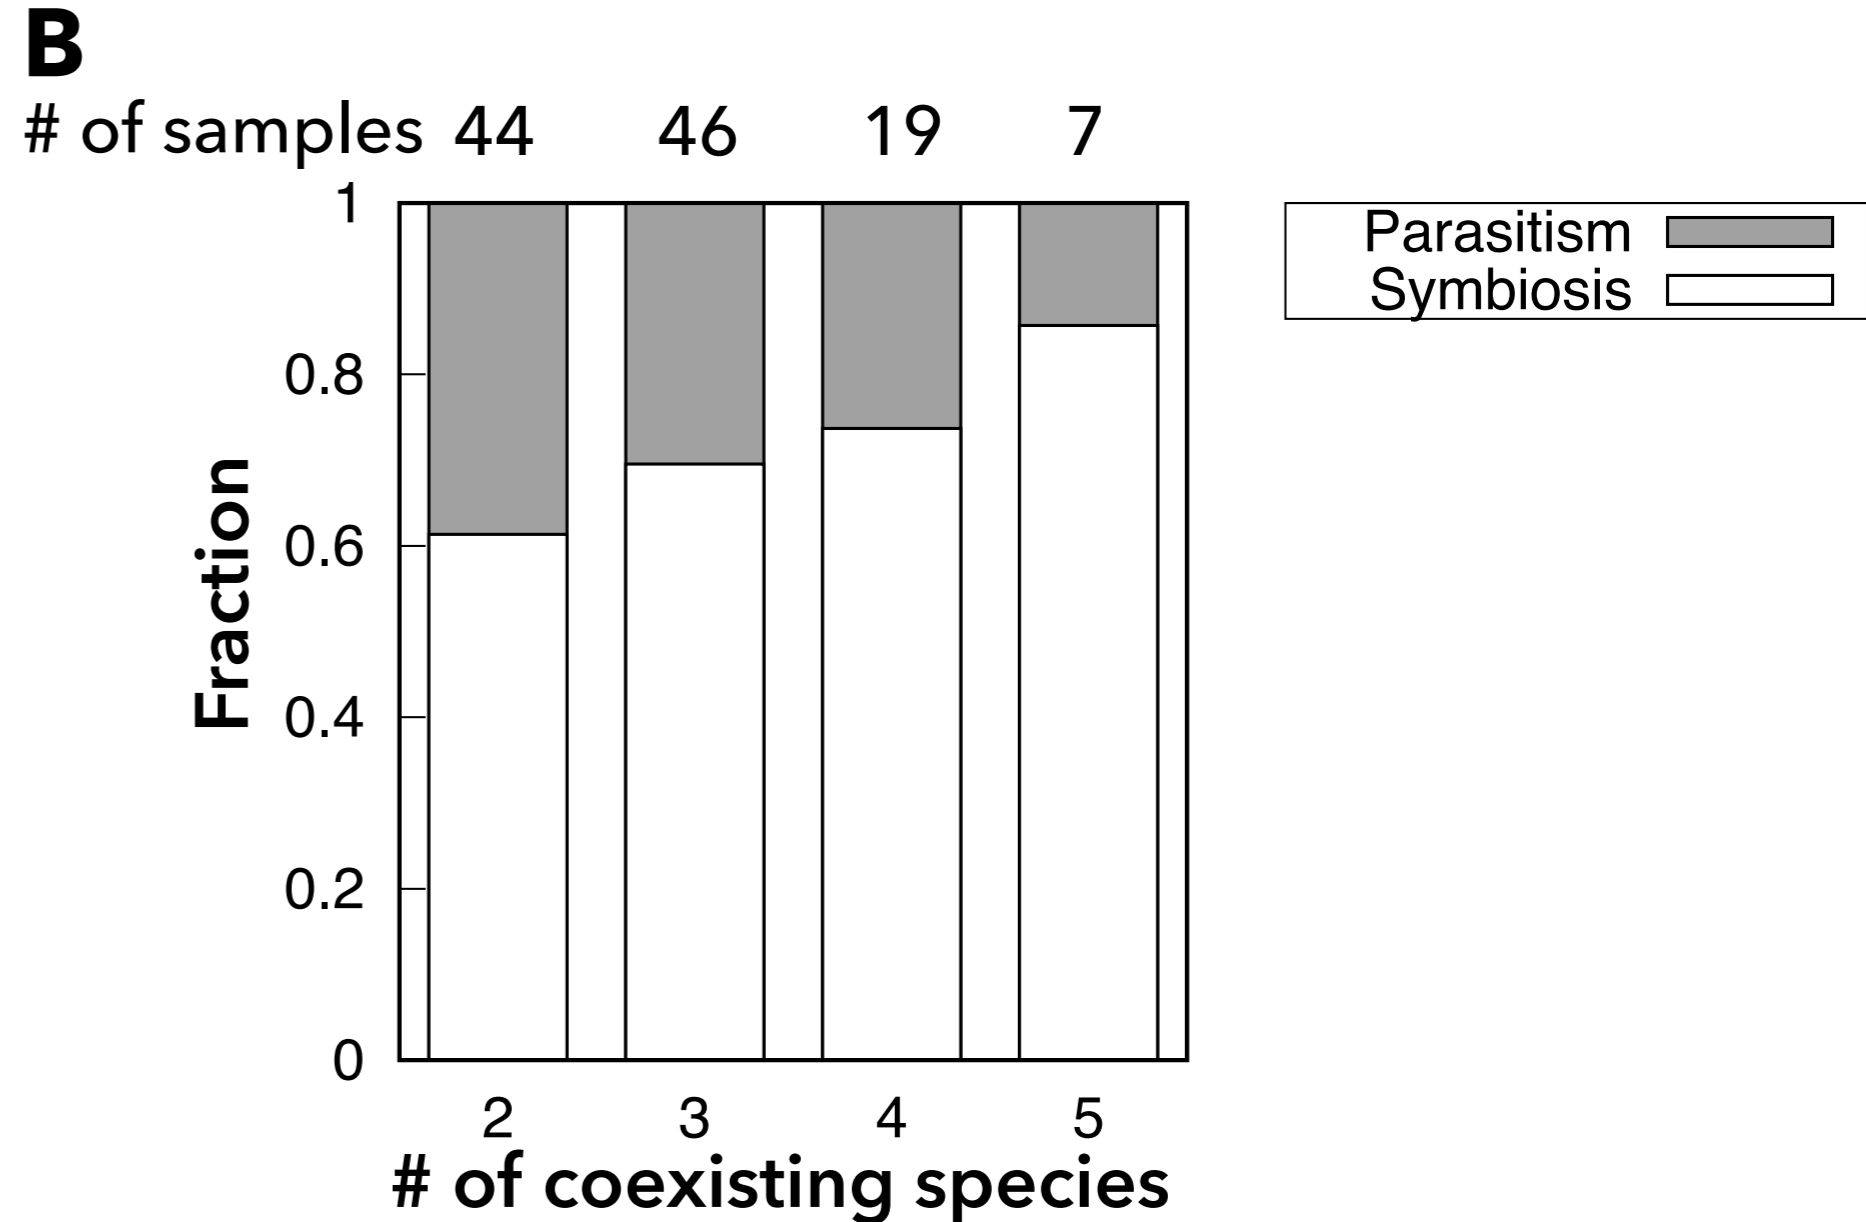 B
# of samples 44 46 19 7
1
Parasitism
Symbiosis
0.8
0.6
0.4
0.2
0
Fraction
2 3 4 5
# of coexisting species